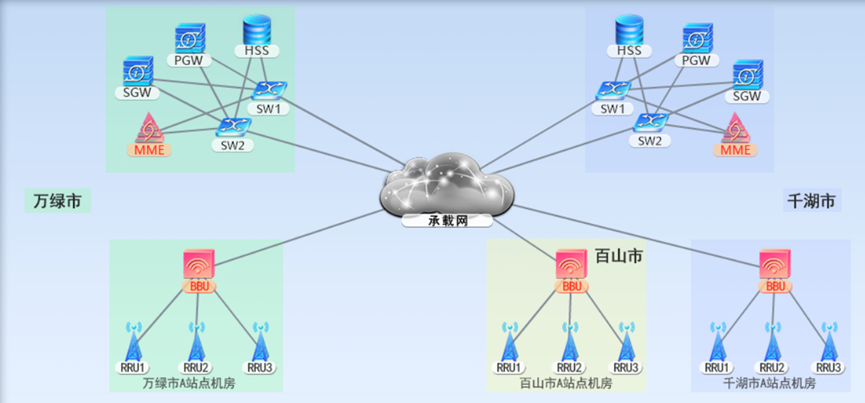 HSS
PGW
SGW
SW1
SW2
MME
HSS
PGW
SW1
SGW
SW2
MME
万绿市
千湖市
承载网
BBU
RRU1
RRU2
RRU3
万绿市A站点机房
百山市
BBU
RRU1
RRU2
RRU3
百山市A站点机房
BBU
RRU1
RRU2
RRU3
千湖市A站点机房